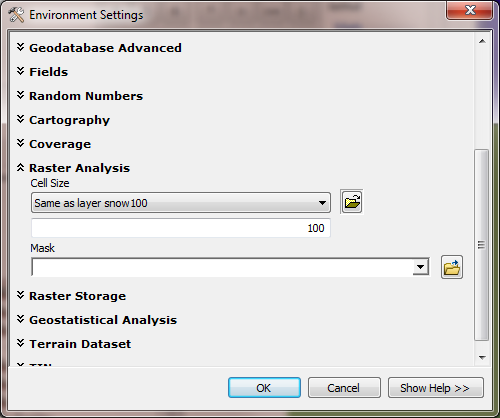 Environment Settings
Geodatabase Advanced
Fields
Random Numbers
Cartography
Coverage
Raster Analysis
Cell Size
Same as layer snow100
100
Mask
Raster Storage
Geostatistical Analysis
Terrain Dataset
TIN
OK
Cancel
Show Help >>